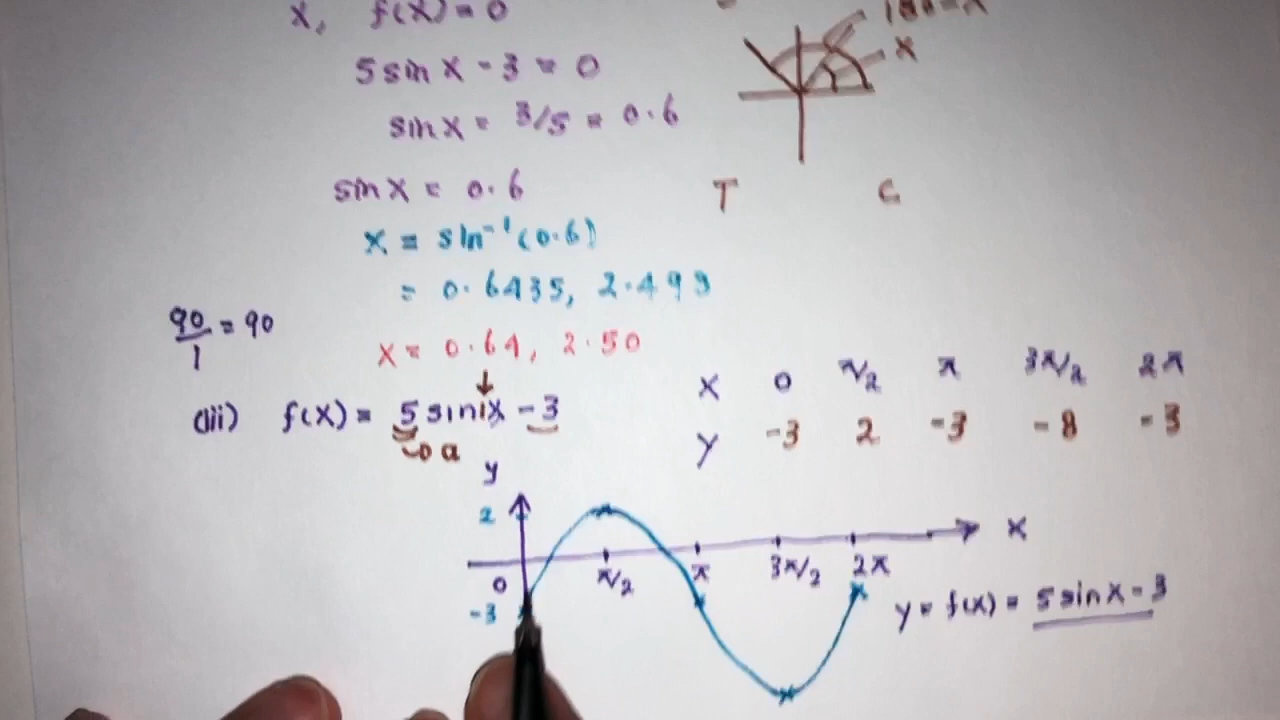 x, f(x) = 0
5 sin x - 3 = 0
sin x = 3/5 = 0.6
x
sin x = 0.6
T C
x = sin⁻¹(0.6)
= 0.6435, 2.499
90/1 = 90
x = 0.64, 2.50
(iii) f(x) = 5 sin 1x - 3
a
x 0 π/2 π 3π/2 2π
y -3 2 -3 -8 -3
y
2
x
0 π/2 π 3π/2 2π
-3
y = f(x) = 5 sin x - 3